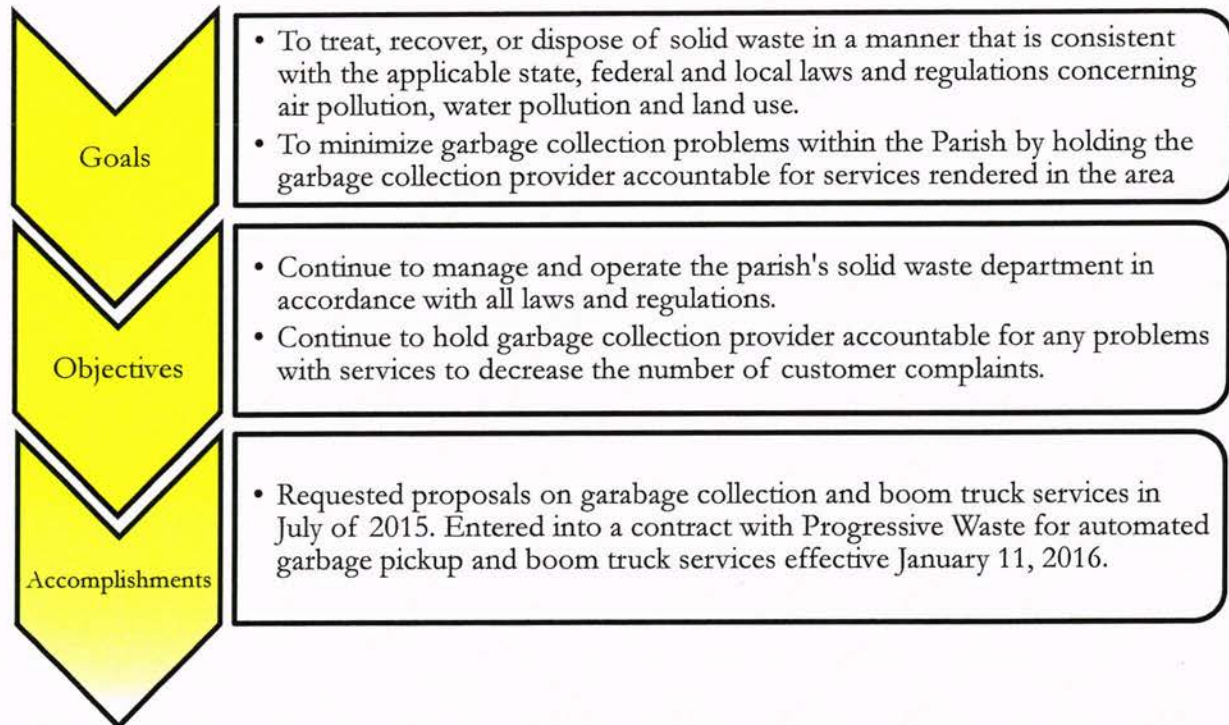 Goals
• To treat, recover, or dispose of solid waste in a manner that is consistent
with the applicable state, federal and local laws and regulations concerning
air pollution, water pollution and land use.
• To minimize garbage collection problems within the Parish by holding the
garbage collection provider accountable for services rendered in the area
Objectives
• Continue to manage and operate the parish's solid waste department in
accordance with all laws and regulations.
• Continue to hold garbage collection provider accountable for any problems
with services to decrease the number of customer complaints.
Accomplishments
• Requested proposals on garabage collection and boom truck services in
July of 2015. Entered into a contract with Progressive Waste for automated
garbage pickup and boom truck services effective January 11, 2016.